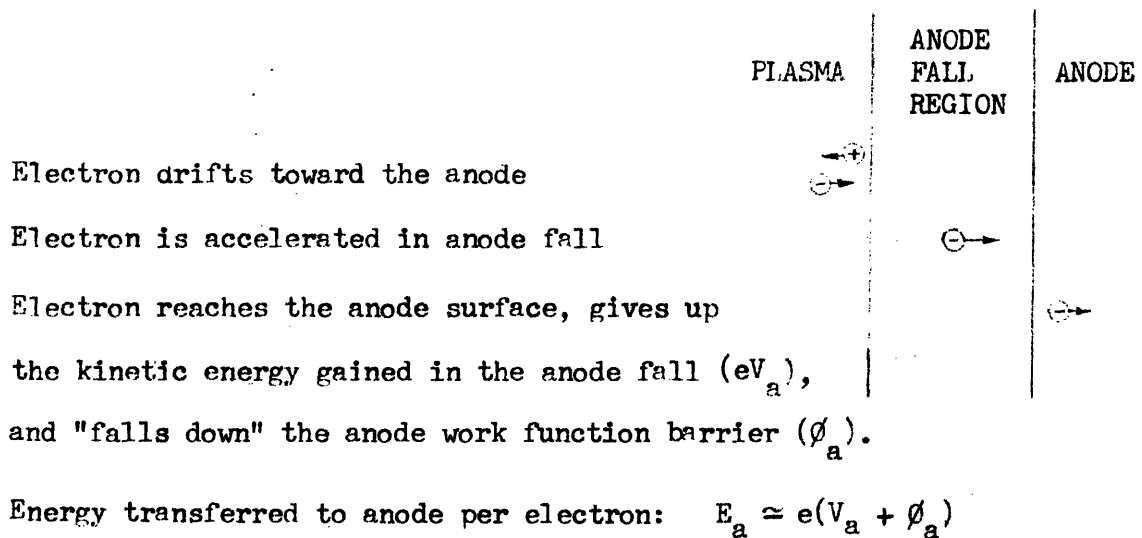 PLASMA
ANODE
FALL
REGION
ANODE
Electron drifts toward the anode
Electron is accelerated in anode fall
Electron reaches the anode surface, gives up
the kinetic energy gained in the anode fall (eV_a),
and "falls down" the anode work function barrier (ø_a).
Energy transferred to anode per electron: E_a ≃ e(V_a + ø_a)